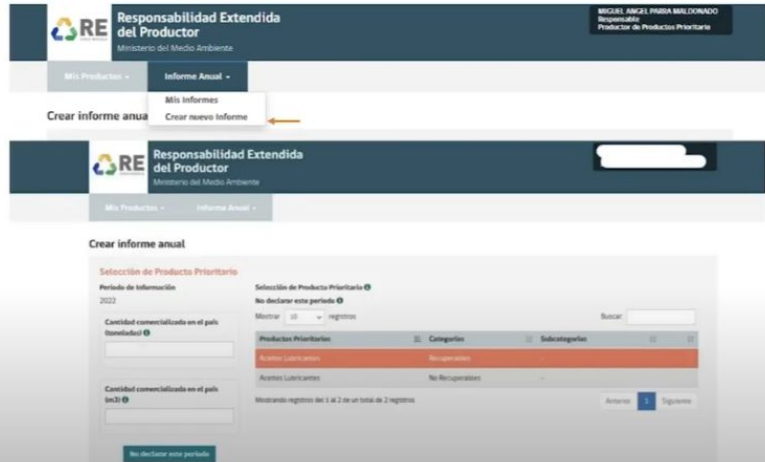 RE
Responsabilidad Extendida
del Productor
Ministerio del Medio Ambiente
MIGUEL ANGEL PARRA MALDONADO
Responsable
Productor de Productos Prioritario
Mis Productos
Informe Anual
Mis Informes
Crear nuevo informe
Crear informe anua
RE
Responsabilidad Extendida
del Productor
Ministerio del Medio Ambiente
Mis Productos
Informe Anual
Crear informe anual
Selección de Producto Prioritario
Período de Información
2022
Cantidad comercializada en el país
(toneladas)
Cantidad comercializada en el país
(m3)
No declarar este período
Selección de Producto Prioritario
No declarar este período
Mostrar 10 registros
Buscar
Productos Prioritarios Categorías Subcategorías
Aceites Lubricantes Recuperables -
Aceites Lubricantes No Recuperables -
Mostrando registros del 1 al 2 de un total de 2 registros
Anterior 1 Siguiente